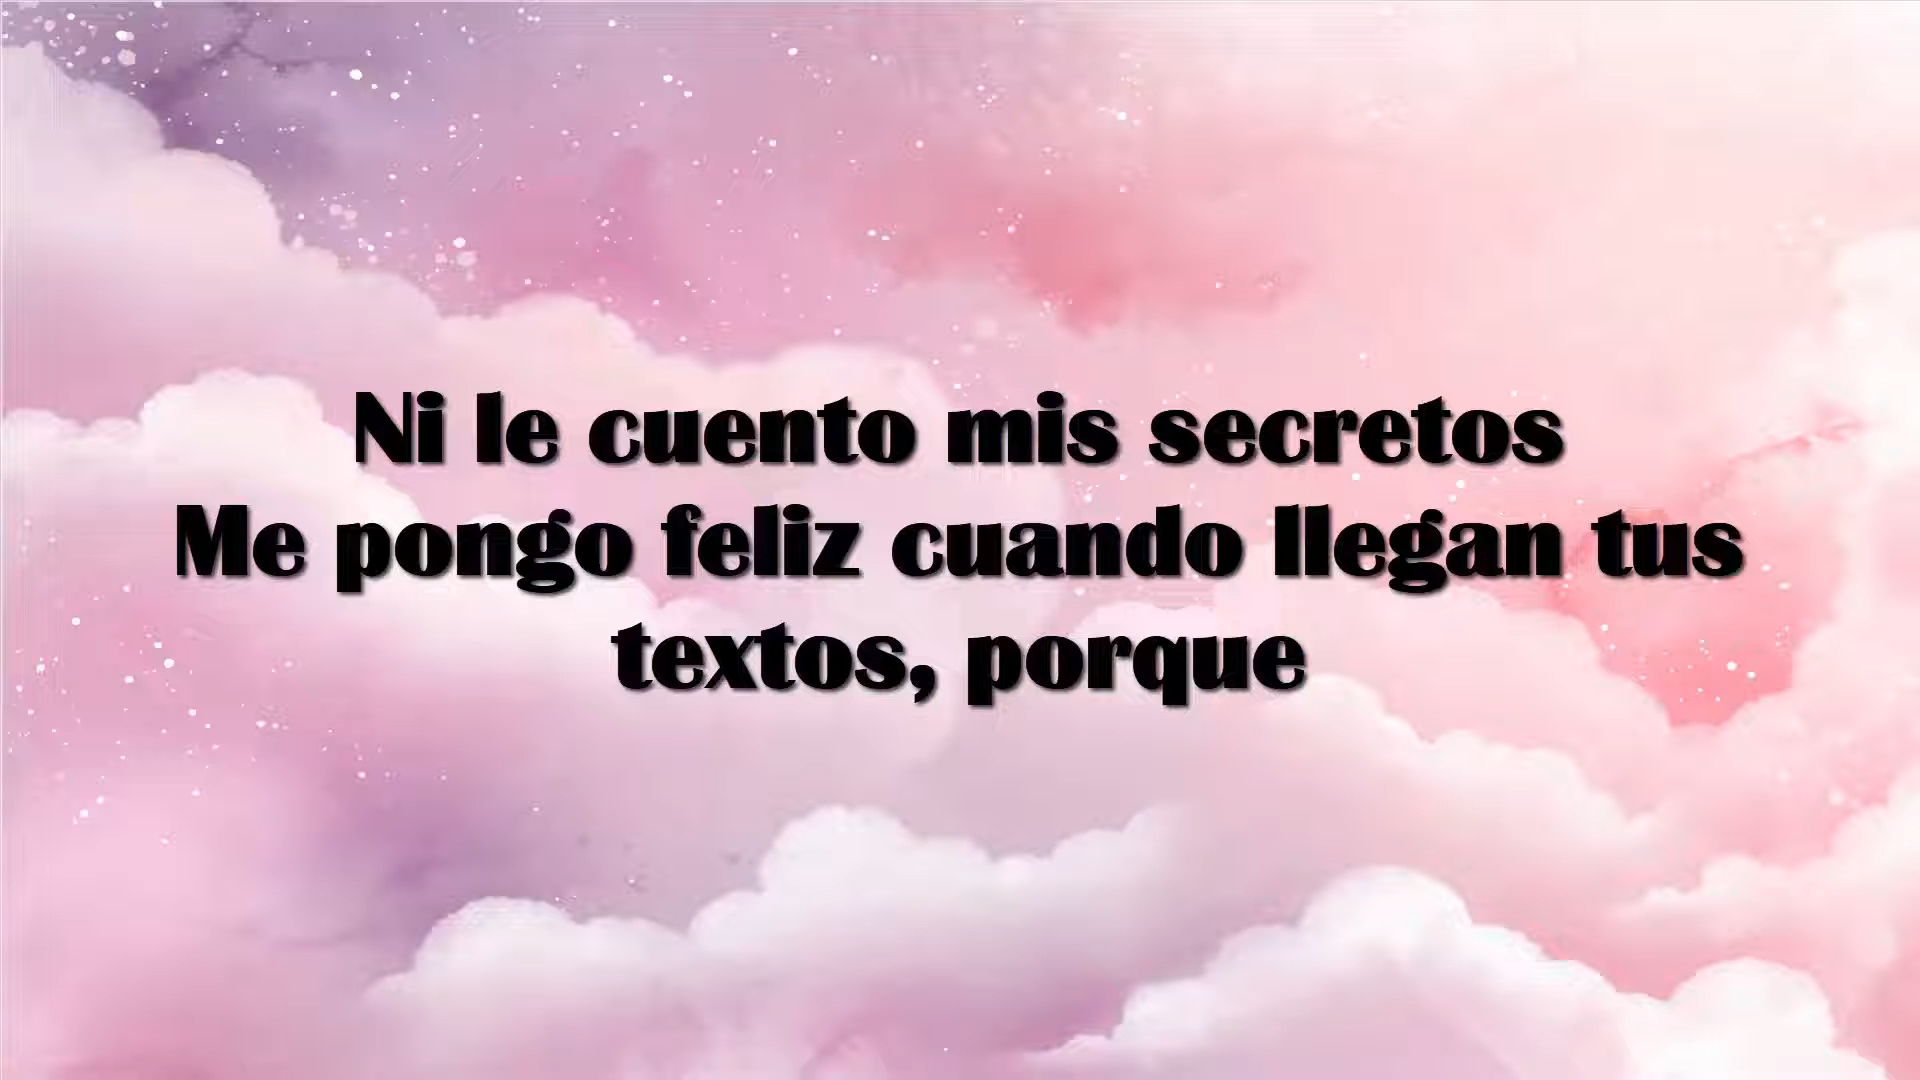 Ni le cuento mis secretos
Me pongo feliz cuando llegan tus
textos, porque